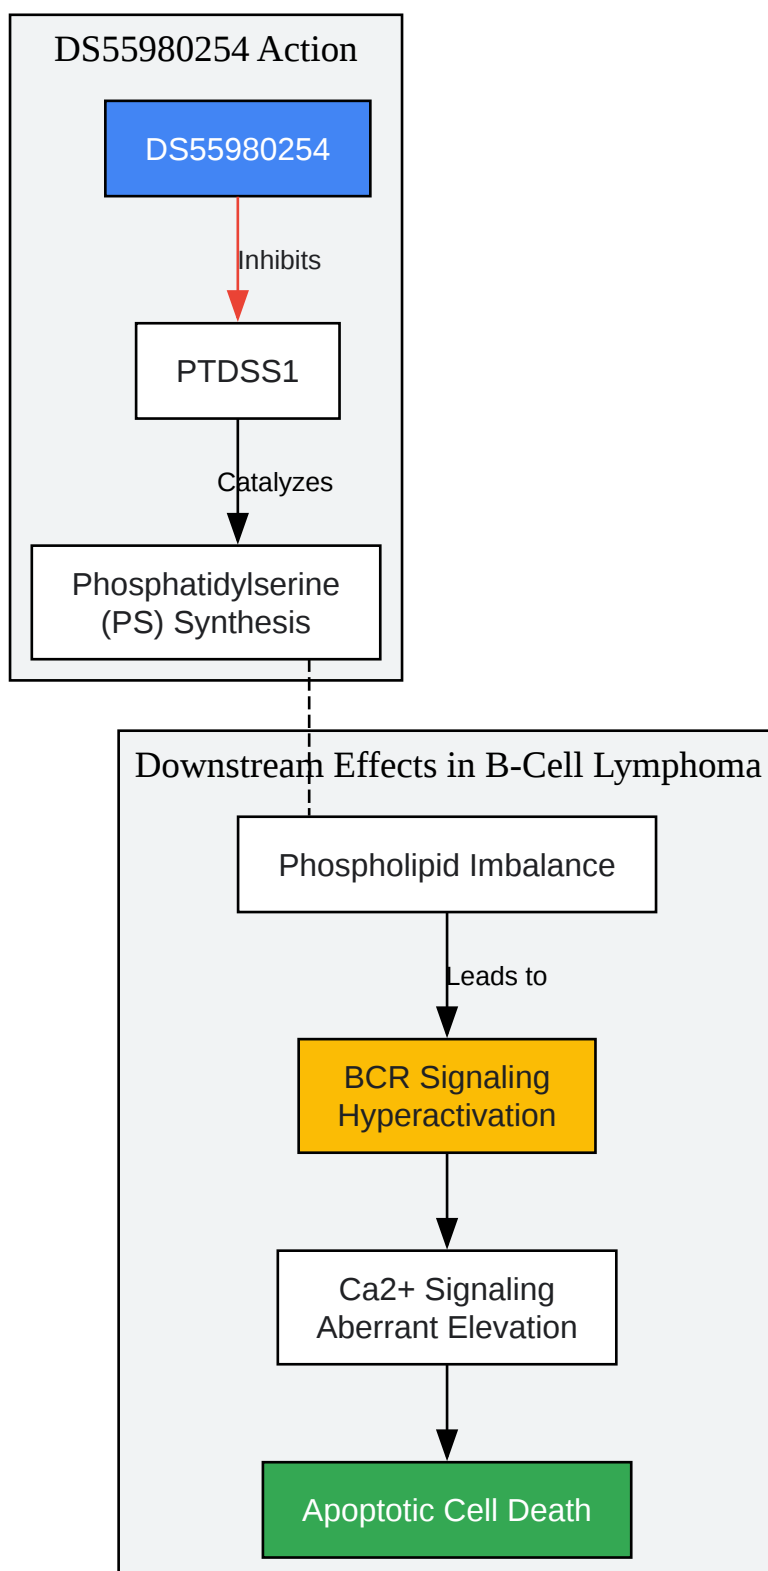 DS55980254 Action
DS55980254
Inhibits
PTDSS1
Catalyzes
Phosphatidylserine
(PS) Synthesis
Downstream Effects in B-Cell Lymphoma
Phospholipid Imbalance
Leads to
BCR Signaling
Hyperactivation
Ca2+ Signaling
Aberrant Elevation
Apoptotic Cell Death